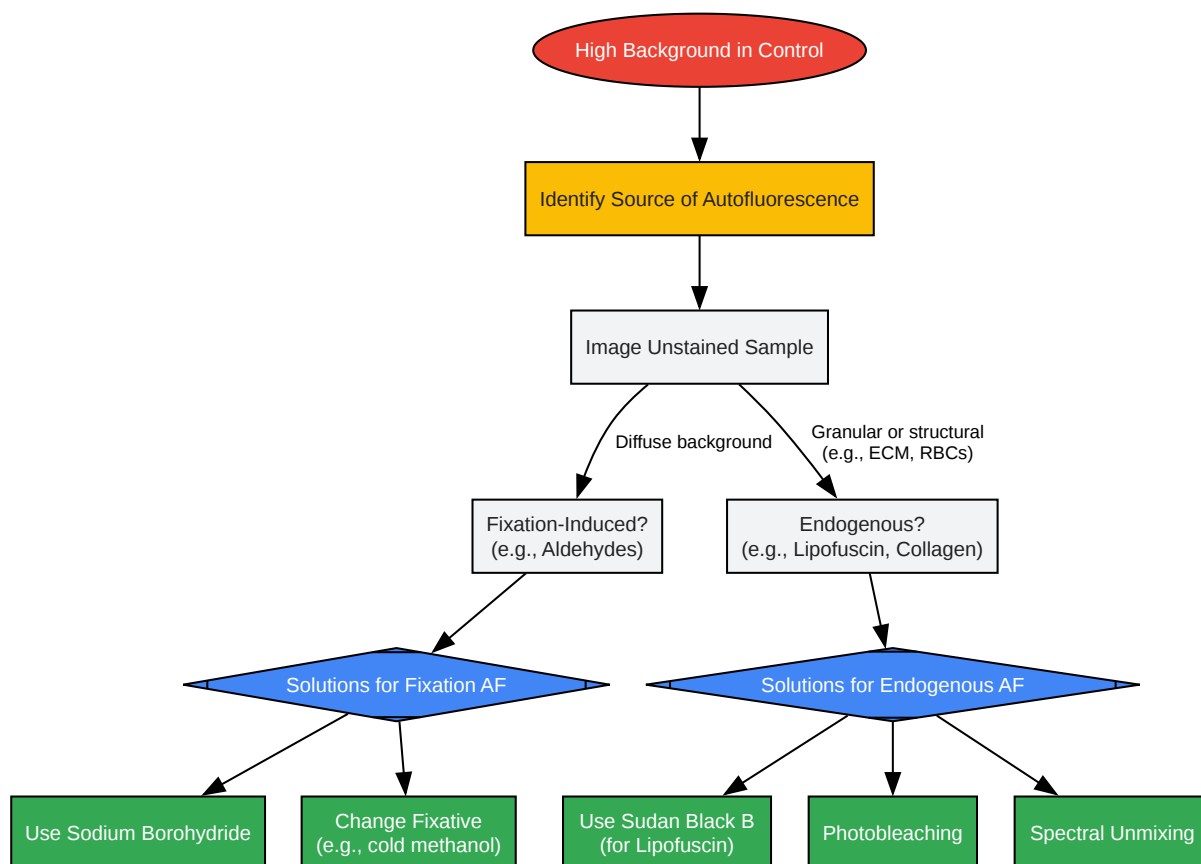 High Background in Control
Identify Source of Autofluorescence
Image Unstained Sample
Diffuse background
Granular or structural
(e.g., ECM, RBCs)
Fixation-Induced?
(e.g., Aldehydes)
Endogenous?
(e.g., Lipofuscin, Collagen)
Solutions for Fixation AF
Solutions for Endogenous AF
Use Sodium Borohydride
Change Fixative
(e.g., cold methanol)
Use Sudan Black B
(for Lipofuscin)
Photobleaching
Spectral Unmixing